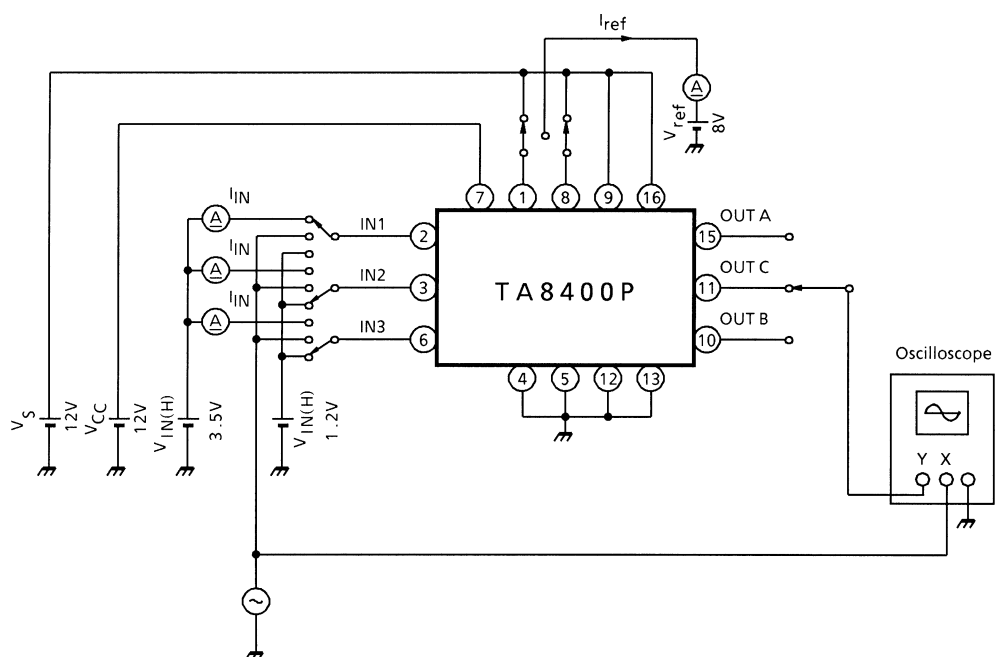 Iref
A
Vref
8V
7
1
8
9
16
IIN
A
IN1
2
IIN
A
IN2
3
IIN
A
IN3
6
TA8400P
15
OUT A
11
OUT C
10
OUT B
4
5
12
13
Oscilloscope
Y X
VS
12V
VCC
12V
VIN(H)
3.5V
VIN(H)
1.2V